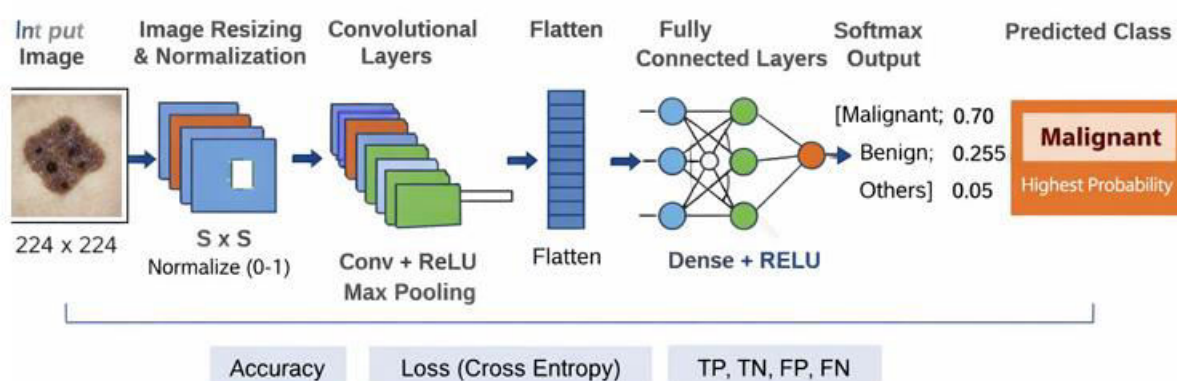 Int put
Image
Image Resizing
& Normalization
Convolutional
Layers
Flatten
Fully
Connected Layers
Softmax
Output
Predicted Class
224 x 224
S x S
Normalize (0-1)
Conv + ReLU
Max Pooling
Flatten
Dense + RELU
[Malignant; 0.70
Benign; 0.255
Others] 0.05
Malignant
Highest Probability
Accuracy
Loss (Cross Entropy)
TP, TN, FP, FN